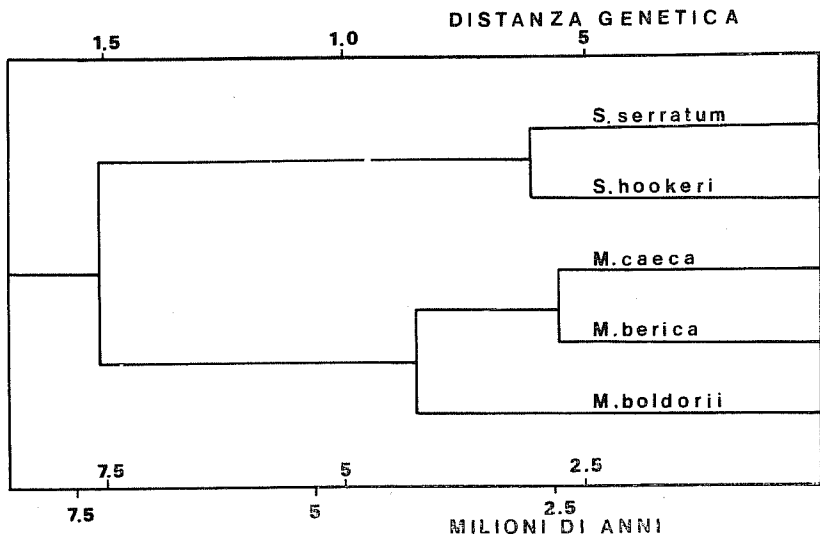 DISTANZA GENETICA
1.5 1.0 5
S. serratum
S. hookeri
M. caeca
M. berica
M. boldorii
7.5 5 2.5
7.5 5 2.5
MILIONI DI ANNI